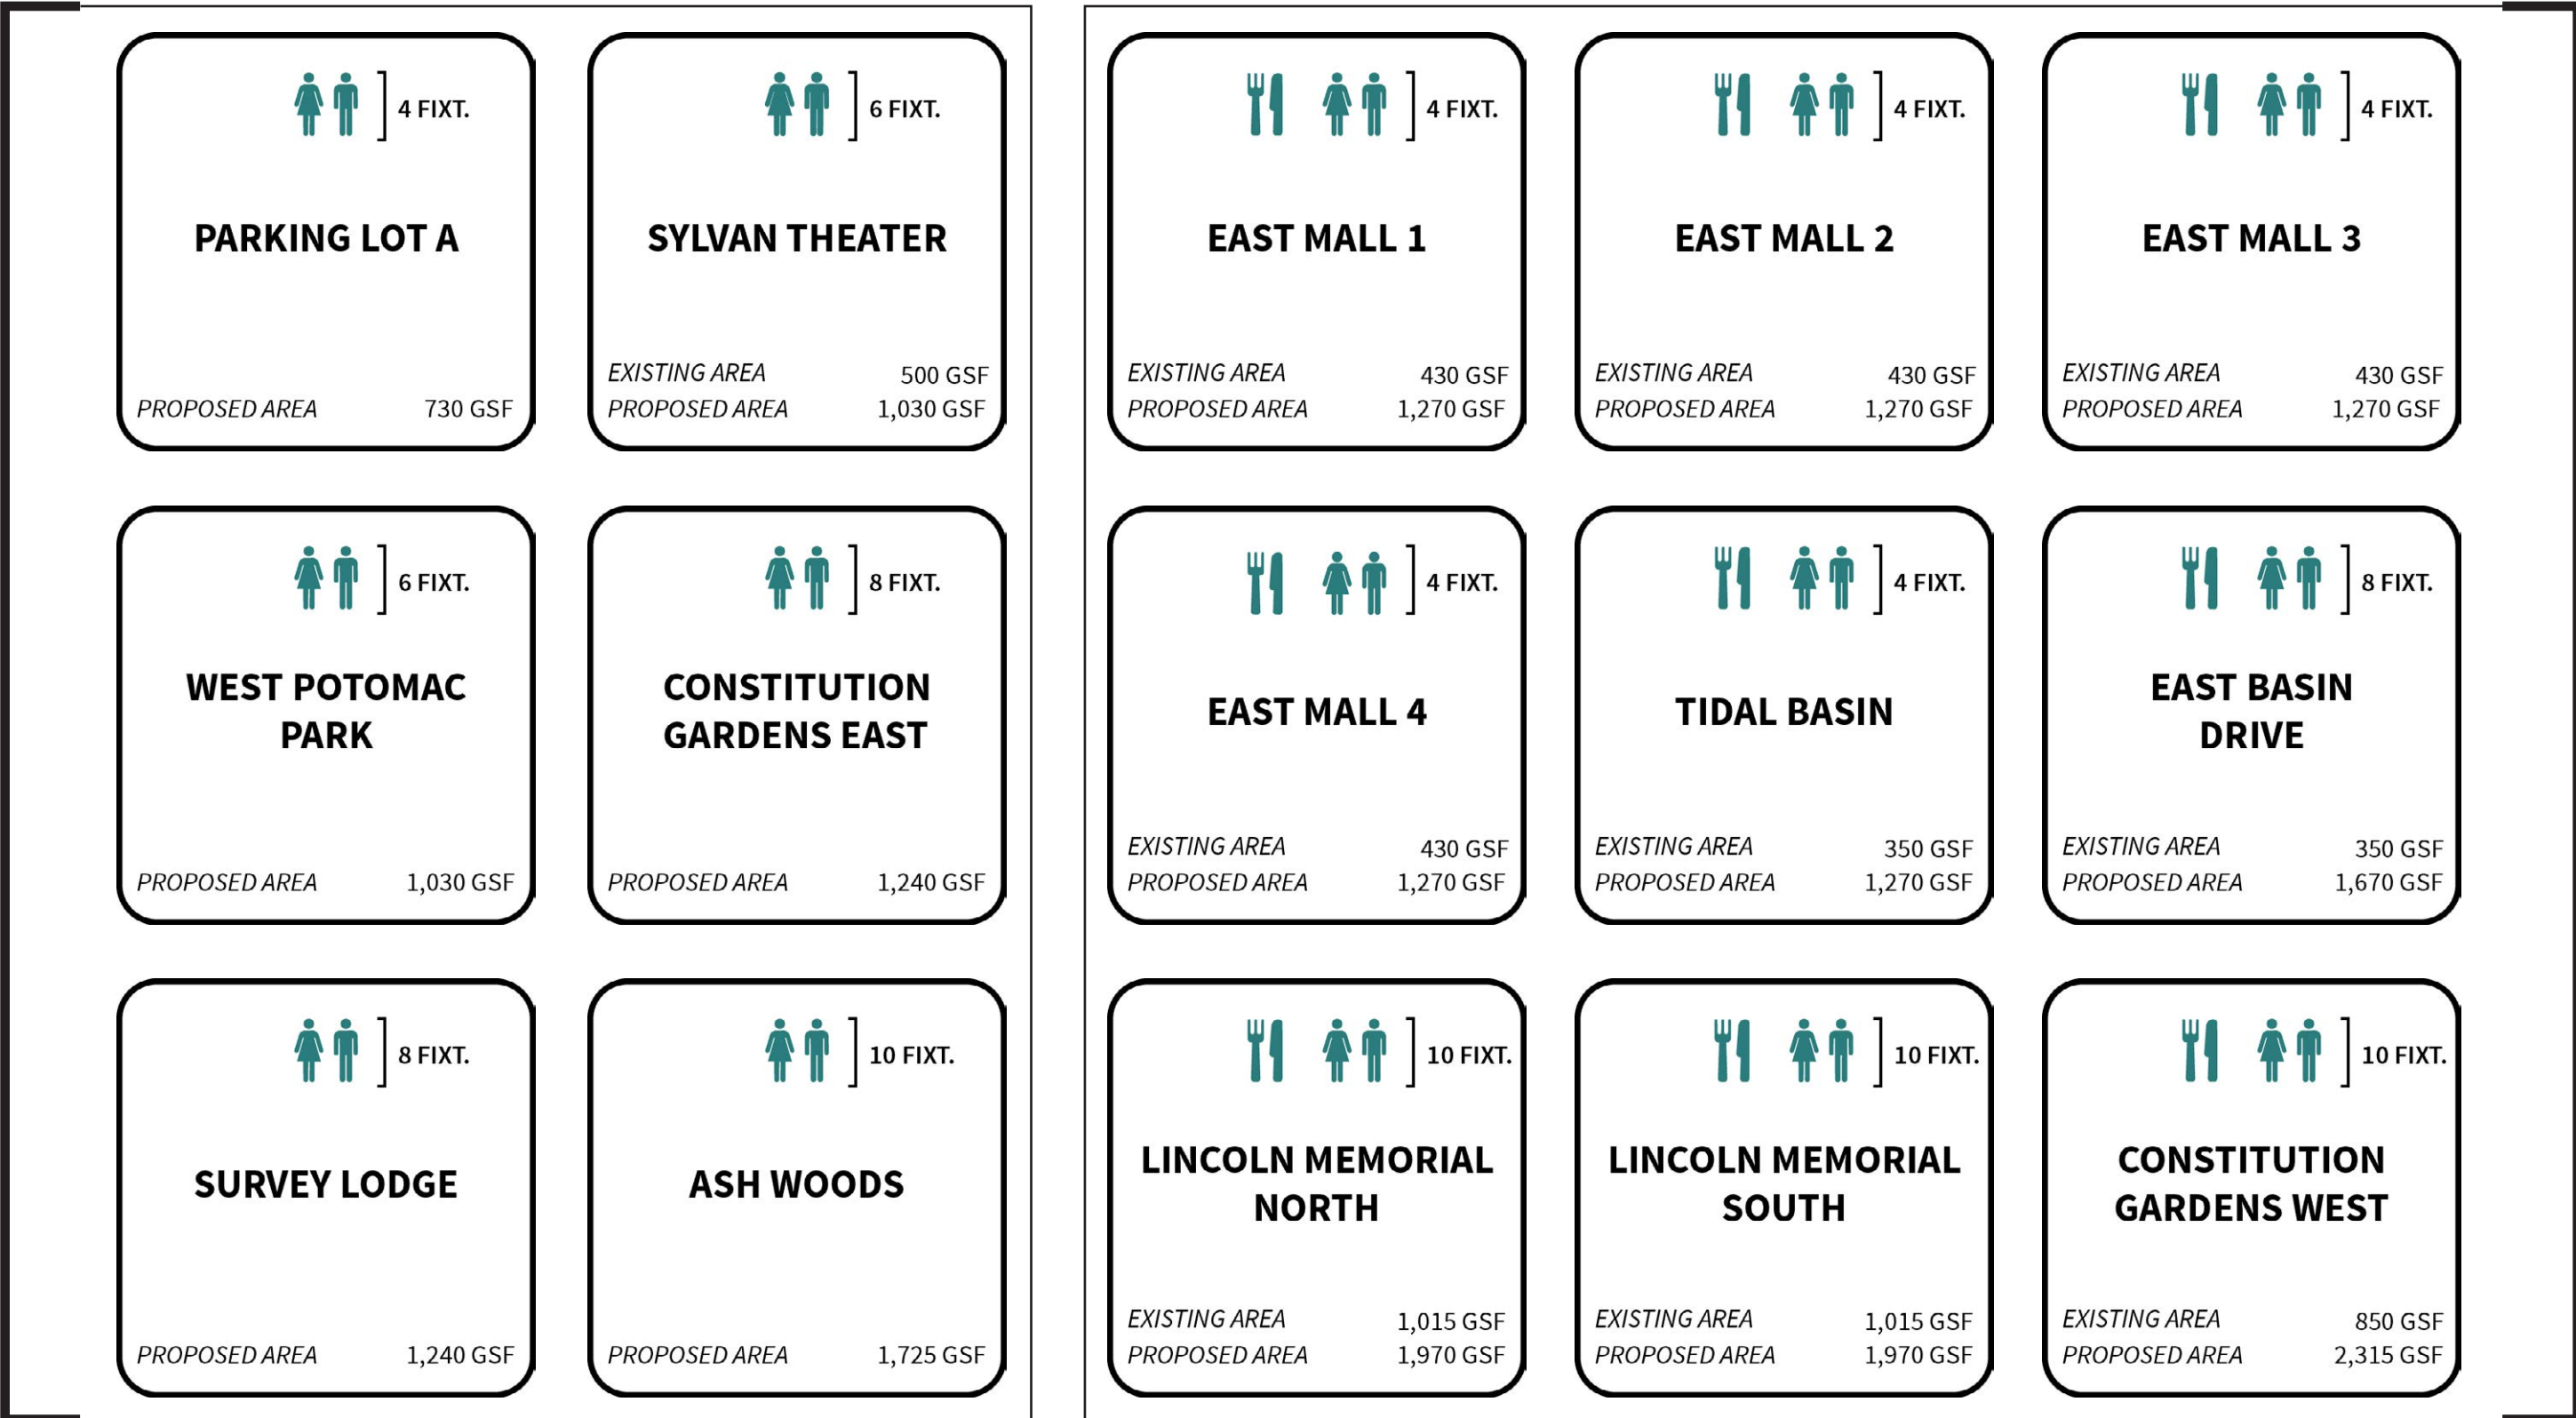 4 FIXT.
PARKING LOT A
PROPOSED AREA 730 GSF
6 FIXT.
SYLVAN THEATER
EXISTING AREA 500 GSF
PROPOSED AREA 1,030 GSF
4 FIXT.
EAST MALL 1
EXISTING AREA 430 GSF
PROPOSED AREA 1,270 GSF
4 FIXT.
EAST MALL 2
EXISTING AREA 430 GSF
PROPOSED AREA 1,270 GSF
4 FIXT.
EAST MALL 3
EXISTING AREA 430 GSF
PROPOSED AREA 1,270 GSF
6 FIXT.
WEST POTOMAC
PARK
PROPOSED AREA 1,030 GSF
8 FIXT.
CONSTITUTION
GARDENS EAST
PROPOSED AREA 1,240 GSF
4 FIXT.
EAST MALL 4
EXISTING AREA 430 GSF
PROPOSED AREA 1,270 GSF
4 FIXT.
TIDAL BASIN
EXISTING AREA 350 GSF
PROPOSED AREA 1,270 GSF
8 FIXT.
EAST BASIN
DRIVE
EXISTING AREA 350 GSF
PROPOSED AREA 1,670 GSF
8 FIXT.
SURVEY LODGE
PROPOSED AREA 1,240 GSF
10 FIXT.
ASH WOODS
PROPOSED AREA 1,725 GSF
10 FIXT.
LINCOLN MEMORIAL
NORTH
EXISTING AREA 1,015 GSF
PROPOSED AREA 1,970 GSF
10 FIXT.
LINCOLN MEMORIAL
SOUTH
EXISTING AREA 1,015 GSF
PROPOSED AREA 1,970 GSF
10 FIXT.
CONSTITUTION
GARDENS WEST
EXISTING AREA 850 GSF
PROPOSED AREA 2,315 GSF